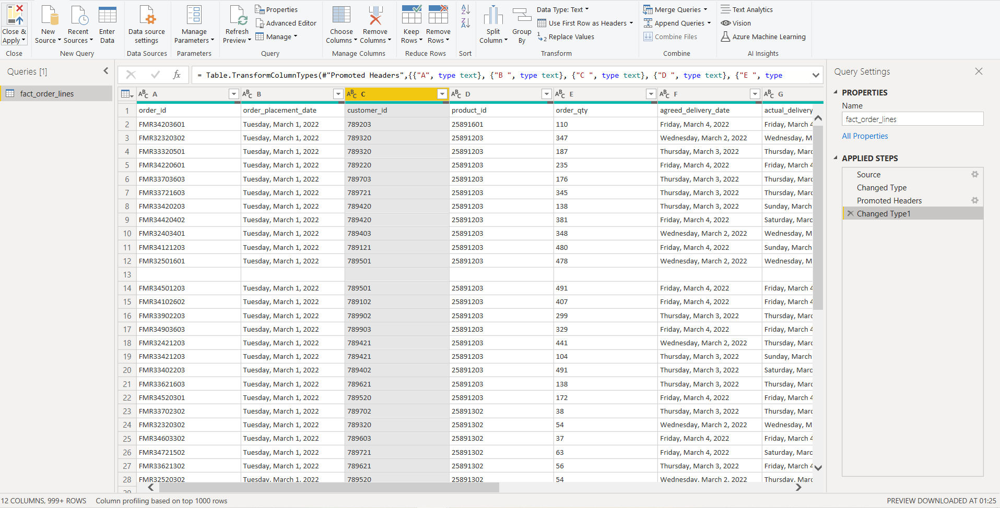 Close &
Apply
Close
New
Source
Recent
Sources
Enter
Data
New Query
Data source
settings
Data Sources
Manage
Parameters
Parameters
Refresh
Preview
Properties
Advanced Editor
Manage
Query
Choose
Columns
Remove
Columns
Manage Columns
Keep
Rows
Remove
Rows
Reduce Rows
Sort
Split
Column
Group
By
Data Type: Text
Use First Row as Headers
Replace Values
Transform
Merge Queries
Append Queries
Combine Files
Combine
Text Analytics
Vision
Azure Machine Learning
AI Insights
Queries [1]
fact_order_lines
fx
= Table.TransformColumnTypes(#"Promoted Headers",{{"A", type text}, {"B ", type text}, {"C ", type text}, {"D ", type text}, {"E ", type
A B C D E F G
1 order_id order_placement_date customer_id product_id order_qty agreed_delivery_date actual_delivery
2 FMR34203601 Tuesday, March 1, 2022 789203 25891601 110 Friday, March 4, 2022 Friday, March 4
3 FMR32320302 Tuesday, March 1, 2022 789320 25891203 347 Wednesday, March 2, 2022 Wednesday, M
4 FMR33320501 Tuesday, March 1, 2022 789320 25891203 187 Thursday, March 3, 2022 Thursday, Marc
5 FMR34220601 Tuesday, March 1, 2022 789220 25891203 235 Friday, March 4, 2022 Friday, March 4
6 FMR33703603 Tuesday, March 1, 2022 789703 25891203 176 Thursday, March 3, 2022 Thursday, Marc
7 FMR33721603 Tuesday, March 1, 2022 789721 25891203 345 Thursday, March 3, 2022 Thursday, Marc
8 FMR33420203 Tuesday, March 1, 2022 789420 25891203 138 Thursday, March 3, 2022 Sunday, March
9 FMR34420402 Tuesday, March 1, 2022 789420 25891203 381 Friday, March 4, 2022 Saturday, Marc
10 FMR32403401 Tuesday, March 1, 2022 789403 25891203 348 Wednesday, March 2, 2022 Wednesday, M
11 FMR34121203 Tuesday, March 1, 2022 789121 25891203 480 Friday, March 4, 2022 Sunday, March
12 FMR32501601 Tuesday, March 1, 2022 789501 25891203 478 Wednesday, March 2, 2022 Wednesday, M
13
14 FMR34501203 Tuesday, March 1, 2022 789501 25891203 491 Friday, March 4, 2022 Friday, March 4
15 FMR34102602 Tuesday, March 1, 2022 789102 25891203 407 Friday, March 4, 2022 Friday, March 4
16 FMR33902203 Tuesday, March 1, 2022 789902 25891203 299 Thursday, March 3, 2022 Thursday, Marc
17 FMR34903603 Tuesday, March 1, 2022 789903 25891203 329 Friday, March 4, 2022 Friday, March 4
18 FMR32421203 Tuesday, March 1, 2022 789421 25891203 441 Wednesday, March 2, 2022 Thursday, Marc
19 FMR33421203 Tuesday, March 1, 2022 789421 25891203 104 Thursday, March 3, 2022 Sunday, March
20 FMR33402203 Tuesday, March 1, 2022 789402 25891203 491 Thursday, March 3, 2022 Saturday, Marc
21 FMR33621603 Tuesday, March 1, 2022 789621 25891203 138 Thursday, March 3, 2022 Thursday, Marc
22 FMR34520301 Tuesday, March 1, 2022 789520 25891203 172 Friday, March 4, 2022 Friday, March 4
23 FMR33702302 Tuesday, March 1, 2022 789702 25891302 38 Thursday, March 3, 2022 Thursday, Marc
24 FMR32320302 Tuesday, March 1, 2022 789320 25891302 54 Wednesday, March 2, 2022 Wednesday, M
25 FMR34603302 Tuesday, March 1, 2022 789603 25891302 37 Friday, March 4, 2022 Friday, March 4
26 FMR34721502 Tuesday, March 1, 2022 789721 25891302 63 Friday, March 4, 2022 Saturday, Marc
27 FMR33621302 Tuesday, March 1, 2022 789621 25891302 56 Thursday, March 3, 2022 Friday, March 4
28 FMR32520302 Tuesday, March 1, 2022 789520 25891302 54 Wednesday, March 2, 2022 Thursday, Marc
29
Query Settings
PROPERTIES
Name
fact_order_lines
All Properties
APPLIED STEPS
Source
Changed Type
Promoted Headers
Changed Type1
12 COLUMNS, 999+ ROWS Column profiling based on top 1000 rows
PREVIEW DOWNLOADED AT 01:25